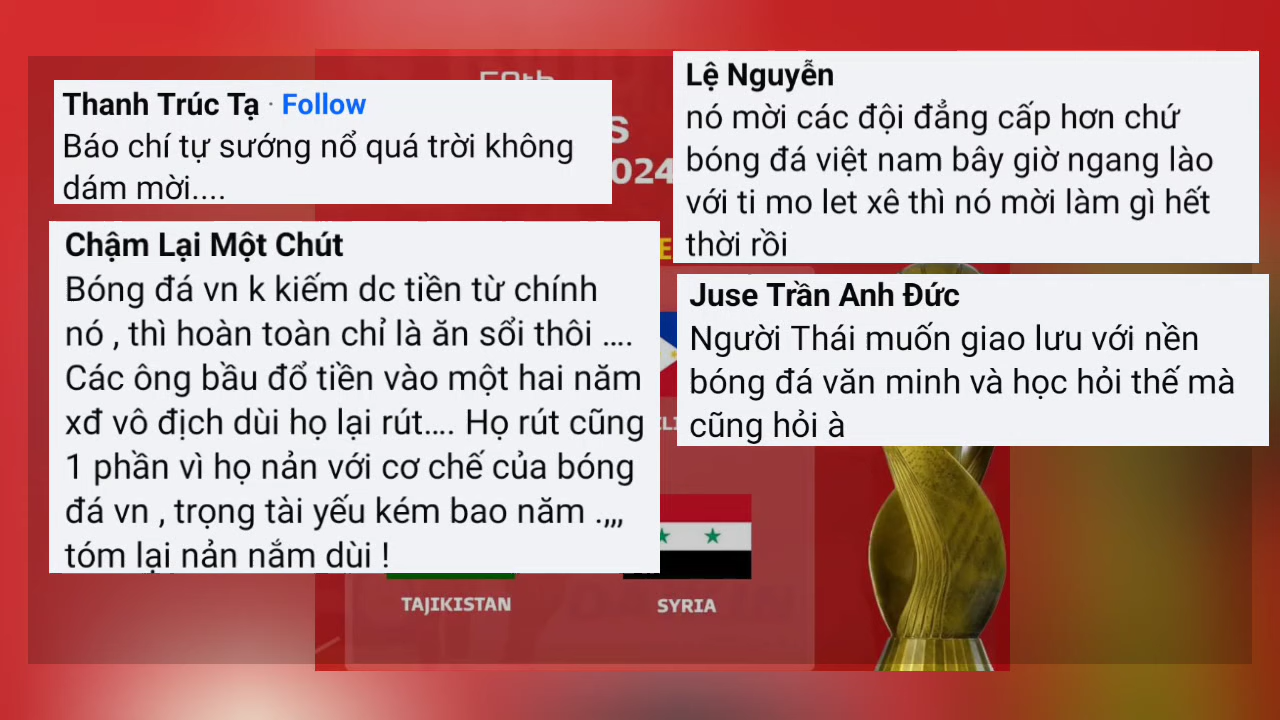 Thanh Trúc Tạ · Follow
Báo chí tự sướng nổ quá trời không
dám mời....
Chậm Lại Một Chút
Bóng đá vn k kiếm dc tiền từ chính
nó , thì hoàn toàn chỉ là ăn sổi thôi ....
Các ông bầu đổ tiền vào một hai năm
xđ vô địch dùi họ lại rút.... Họ rút cũng
1 phần vì họ nản với cơ chế của bóng
đá vn , trọng tài yếu kém bao năm .,,,
tóm lại nản nắm dùi !
Lệ Nguyễn
nó mời các đội đẳng cấp hơn chứ
bóng đá việt nam bây giờ ngang lào
với ti mo let xê thì nó mời làm gì hết
thời rồi
Juse Trần Anh Đức
Người Thái muốn giao lưu với nền
bóng đá văn minh và học hỏi thế mà
cũng hỏi à
TAJIKISTAN
SYRIA